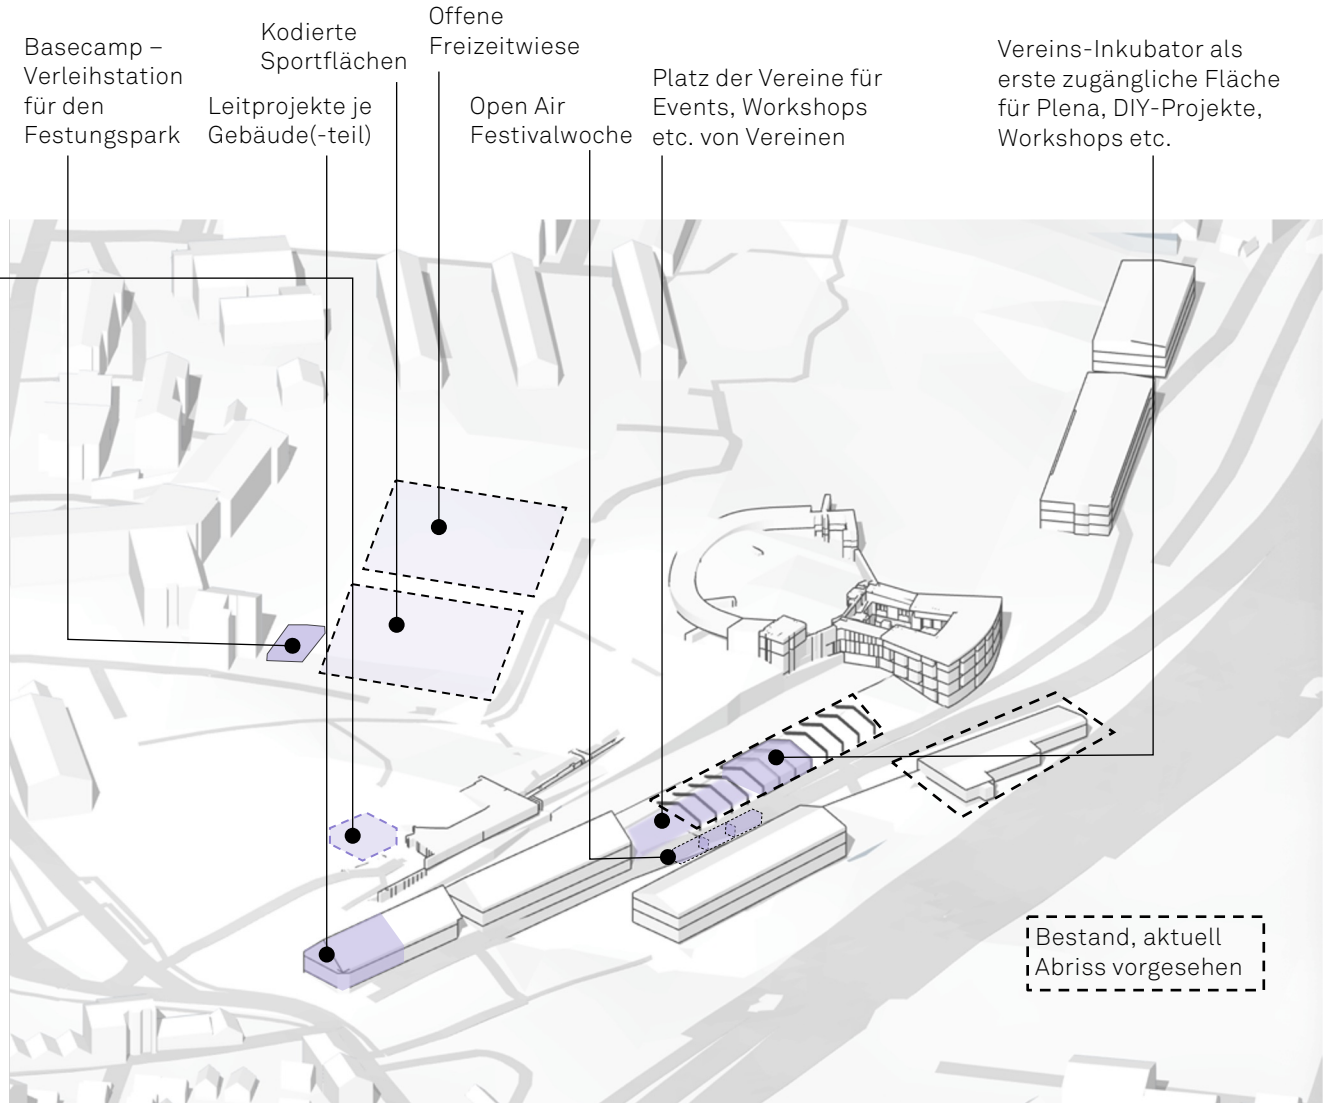 Basecamp –
Verleihstation
für den
Festungspark
Leitprojekte je
Gebäude(-teil)
Kodierte
Sportflächen
Offene
Freizeitwiese
Open Air
Festivalwoche
Platz der Vereine für
Events, Workshops
etc. von Vereinen
Vereins-Inkubator als
erste zugängliche Fläche
für Plena, DIY-Projekte,
Workshops etc.
Bestand, aktuell
Abriss vorgesehen